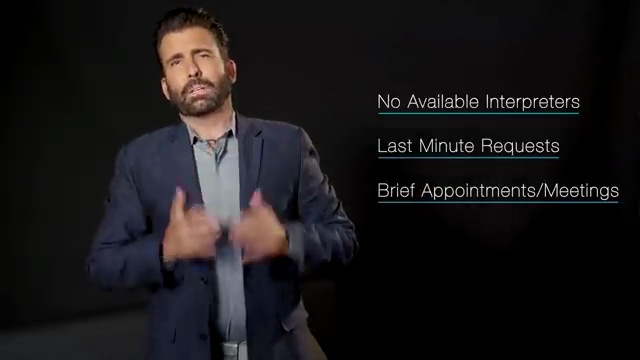 No Available Interpreters
Last Minute Requests
Brief Appointments/Meetings